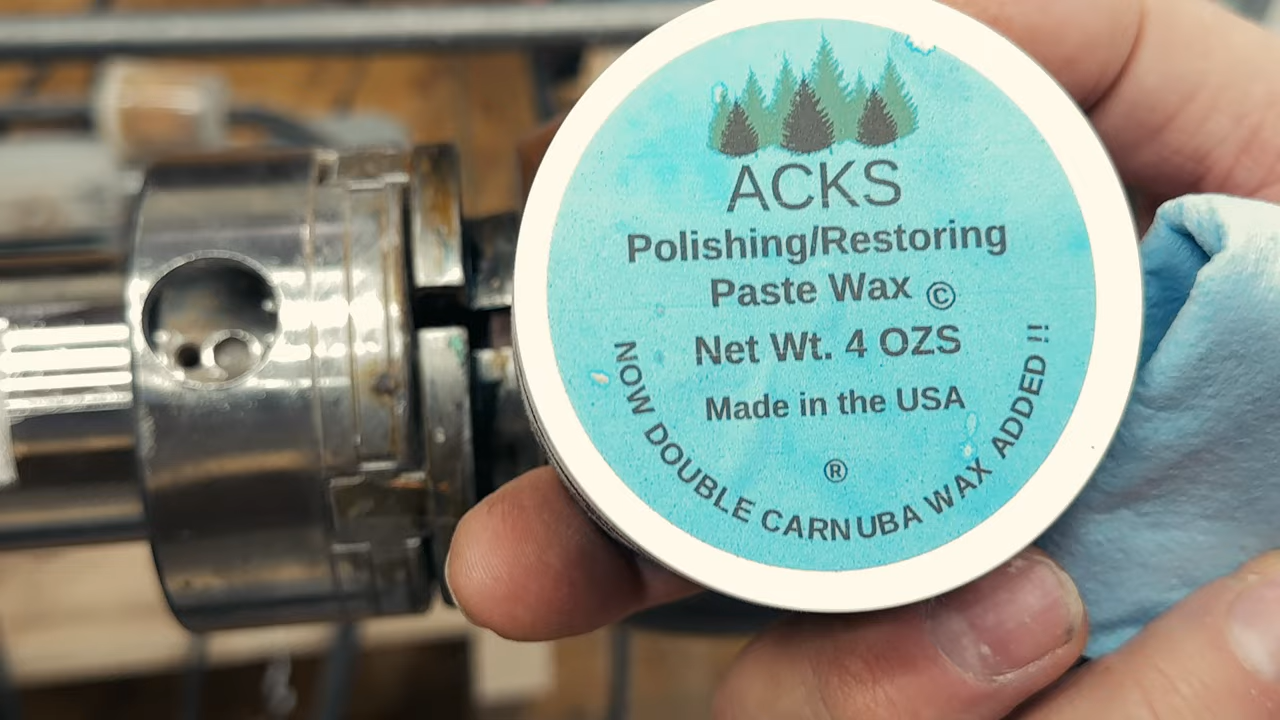 ACKS
Polishing/Restoring
Paste Wax ©
Net Wt. 4 OZS
Made in the USA
®
NOW DOUBLE CARNUBA WAX ADDED !!